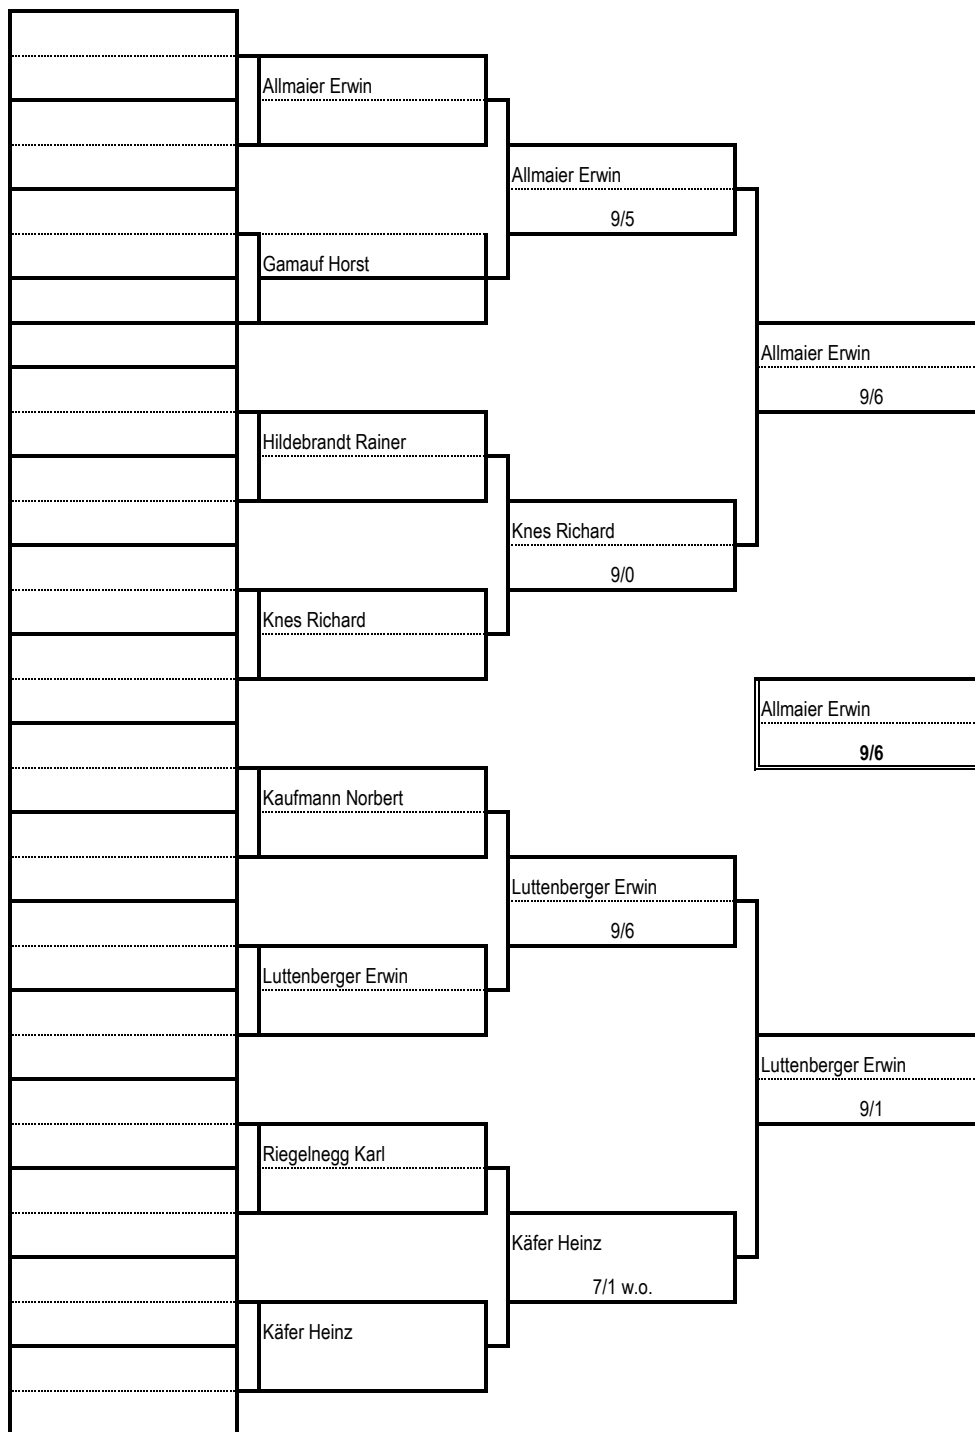 Allmaier Erwin
Allmaier Erwin
9/5
Gamauf Horst
Allmaier Erwin
9/6
Hildebrandt Rainer
Knes Richard
9/0
Knes Richard
Allmaier Erwin
9/6
Kaufmann Norbert
Luttenberger Erwin
9/6
Luttenberger Erwin
Luttenberger Erwin
9/1
Riegelnegg Karl
Käfer Heinz
7/1 w.o.
Käfer Heinz